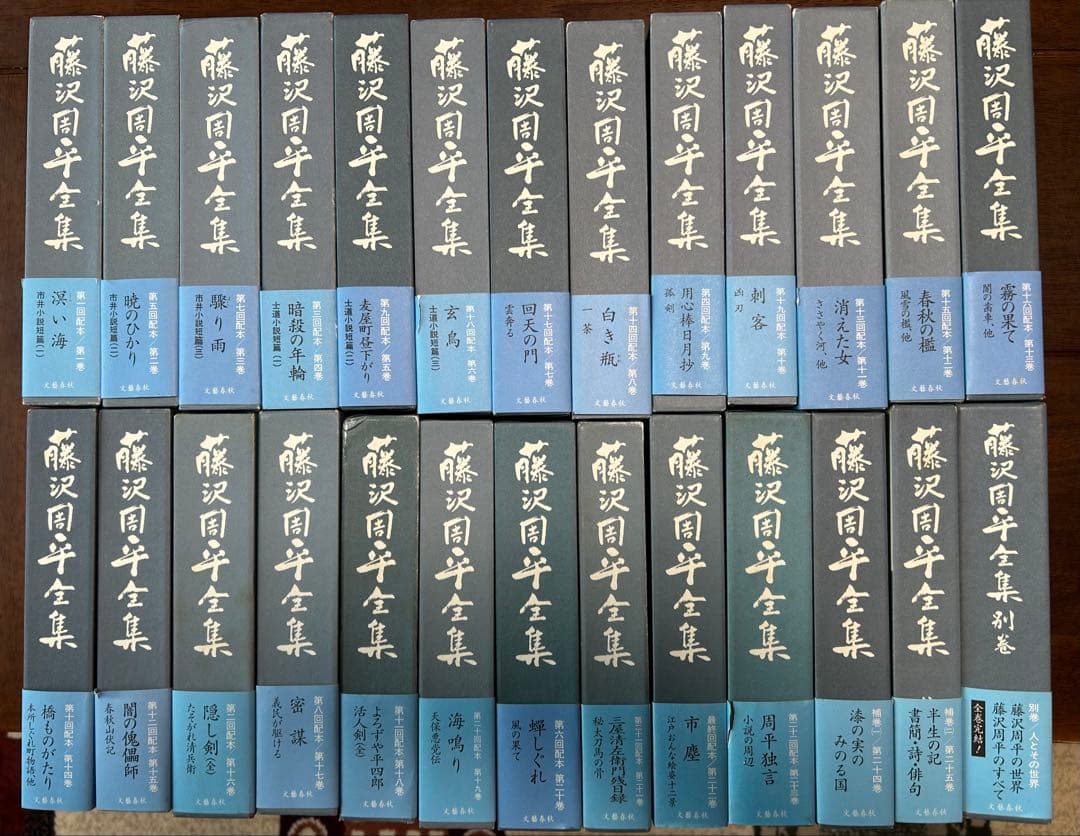 藤沢周平全集
第一回配本/第一巻
溟い海
市井小説短篇(一)
文藝春秋
藤沢周平全集
第五回配本/第二巻
暁のひかり
市井小説短篇(二)
文藝春秋
藤沢周平全集
第七回配本 第三巻
驟り雨
市井小説短篇(三)
文藝春秋
藤沢周平全集
第三回配本 第四巻
暗殺の年輪
士道小説短篇(一)
文藝春秋
藤沢周平全集
第九回配本 第五巻
麦屋町昼下がり
士道小説短篇(二)
文藝春秋
藤沢周平全集
第十八回配本 第六巻
玄鳥
士道小説短篇(三)
文藝春秋
藤沢周平全集
第十七回配本 第七巻
回天の門
雲奔る
文藝春秋
藤沢周平全集
第十四回配本 第八巻
白き瓶
一茶
文藝春秋
藤沢周平全集
第四回配本 第九巻
用心棒日月抄
孤剣
文藝春秋
藤沢周平全集
第十九回配本 第十巻
刺客
凶刃
文藝春秋
藤沢周平全集
第十三回配本 第十一巻
消えた女
ささやく河、他
文藝春秋
藤沢周平全集
第十五回配本 第十二巻
春秋の檻
風雪の檻、他
文藝春秋
藤沢周平全集
第十六回配本 第十三巻
霧の果て
闇の歯車、他
文藝春秋
藤沢周平全集
第十回配本 第十四巻
橋ものがたり
本所しぐれ町物語、他
文藝春秋
藤沢周平全集
第十二回配本 第十五巻
闇の傀儡師
春秋山伏記
文藝春秋
藤沢周平全集
第二回配本 第十六巻
隠し剣(全)
たそがれ清兵衛
文藝春秋
藤沢周平全集
第八回配本 第十七巻
密謀
義民が駆ける
文藝春秋
藤沢周平全集
第十一回配本 第十八巻
よろずや平四郎
活人剣(全)
文藝春秋
藤沢周平全集
第二十回配本 第十九巻
海鳴り
天保悪党伝
文藝春秋
藤沢周平全集
第六回配本 第二十巻
蟬しぐれ
風の果て
文藝春秋
藤沢周平全集
第二十一回配本 第二十一巻
三屋清左衛門残日録
秘太刀馬の骨
文藝春秋
藤沢周平全集
最終回配本 第二十二巻
市塵
江戸おんな絵姿十二景
文藝春秋
藤沢周平全集
第二十二回配本 第二十三巻
周平独言
小説の周辺
文藝春秋
藤沢周平全集
補巻(一)/第二十四巻
漆の実の
みのる国
文藝春秋
藤沢周平全集
補巻(二)/第二十五巻
半生の記
書簡・詩・俳句
文藝春秋
藤沢周平全集 別巻
別巻/人とその世界
藤沢周平の世界
藤沢周平のすべて
全巻完結!
文藝春秋